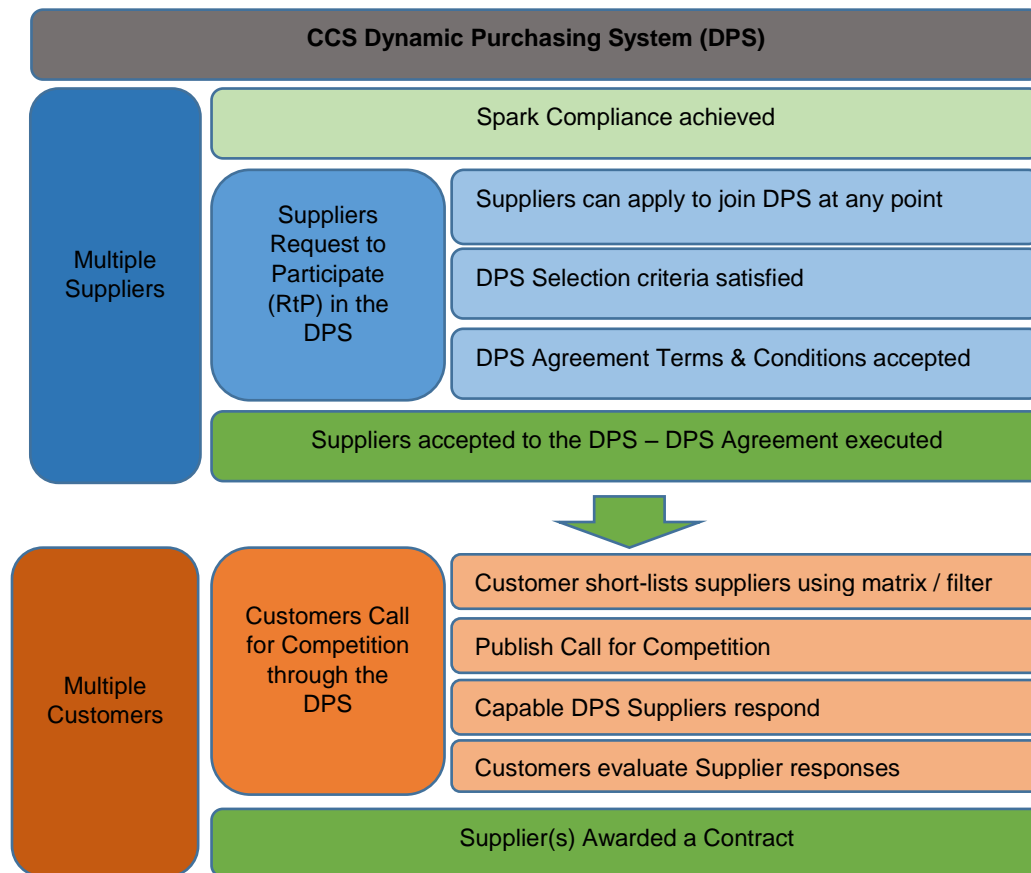 CCS Dynamic Purchasing System (DPS)
Spark Compliance achieved
Multiple
Suppliers
Suppliers
Request to
Participate
(RtP) in the
DPS
Suppliers can apply to join DPS at any point
DPS Selection criteria satisfied
DPS Agreement Terms & Conditions accepted
Suppliers accepted to the DPS – DPS Agreement executed
Multiple
Customers
Customers Call
for Competition
through the
DPS
Customer short-lists suppliers using matrix / filter
Publish Call for Competition
Capable DPS Suppliers respond
Customers evaluate Supplier responses
Supplier(s) Awarded a Contract